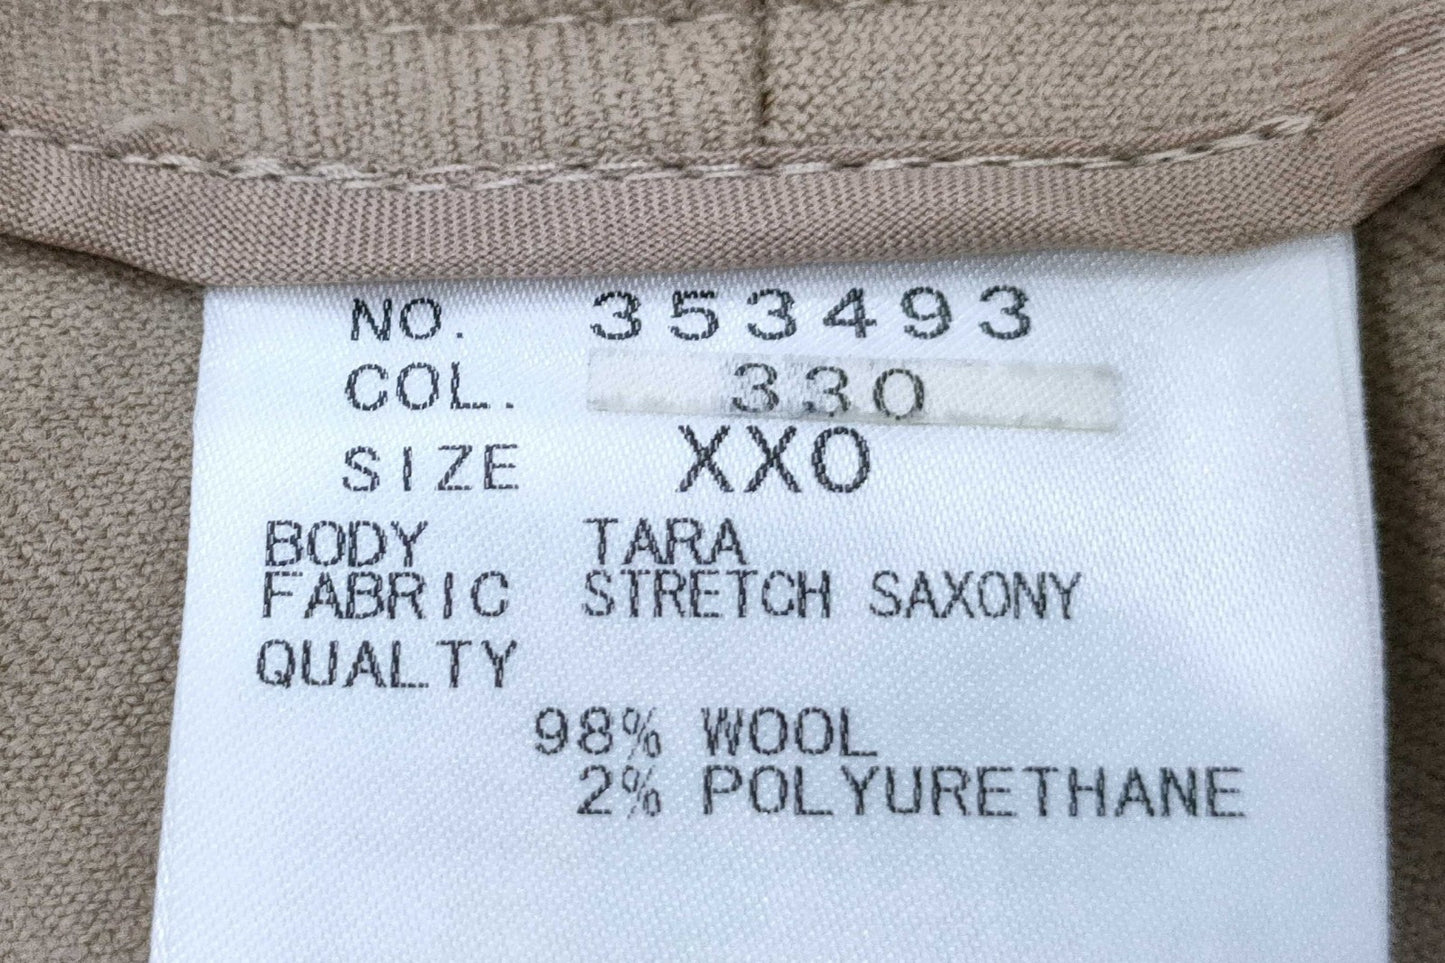 NO. 353493
COL. 330
SIZE XXO
BODY TARA
FABRIC STRETCH SAXONY
QUALTY
98% WOOL
2% POLYURETHANE